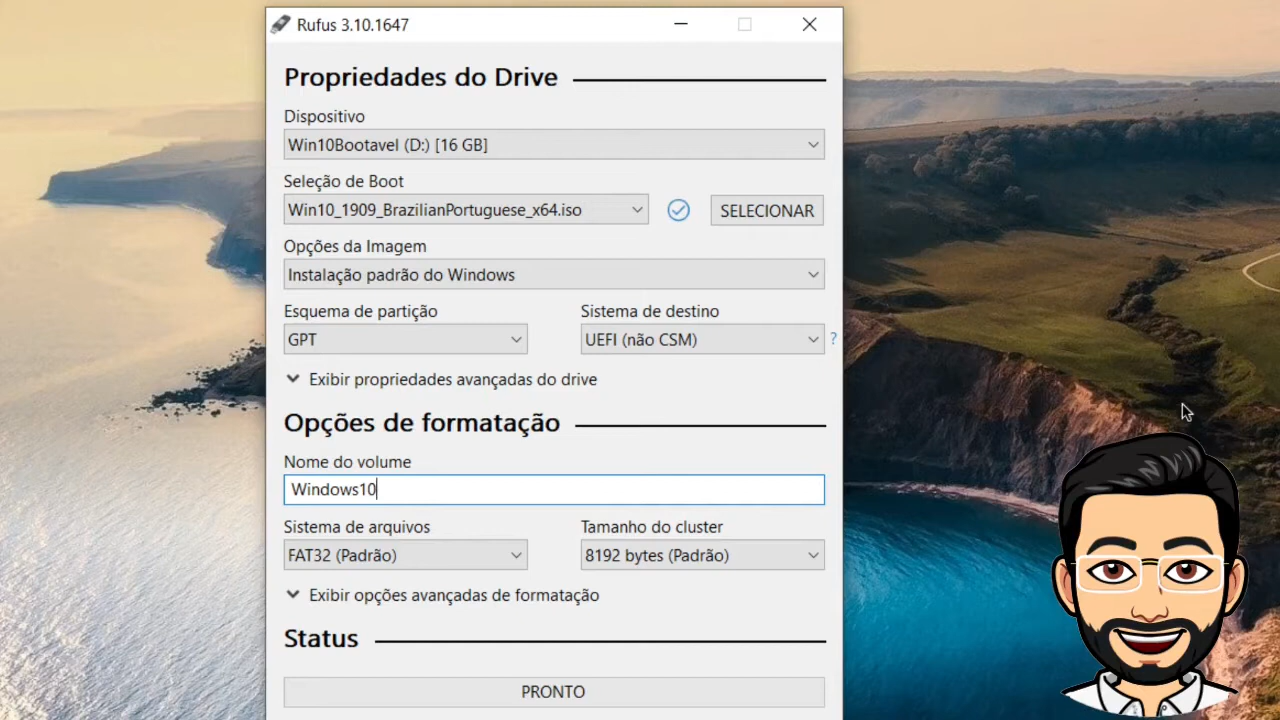 Rufus 3.10.1647
Propriedades do Drive
Dispositivo
Win10Bootavel (D:) [16 GB]
Seleção de Boot
Win10_1909_BrazilianPortuguese_x64.iso
SELECIONAR
Opções da Imagem
Instalação padrão do Windows
Esquema de partição Sistema de destino
GPT UEFI (não CSM) ?
Exibir propriedades avançadas do drive
Opções de formatação
Nome do volume
Windows10
Sistema de arquivos Tamanho do cluster
FAT32 (Padrão) 8192 bytes (Padrão)
Exibir opções avançadas de formatação
Status
PRONTO